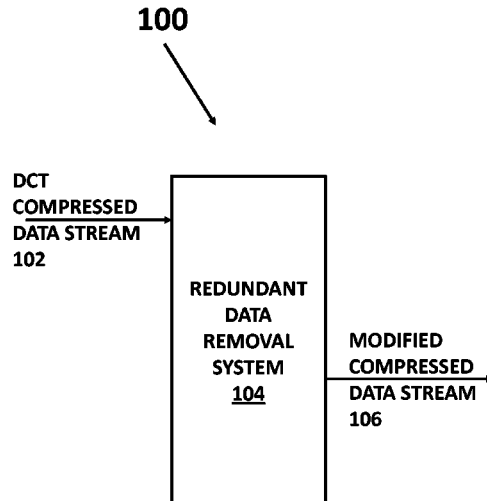 100
DCT
COMPRESSED
DATA STREAM
102
REDUNDANT
DATA
REMOVAL
SYSTEM
104
MODIFIED
COMPRESSED
DATA STREAM
106